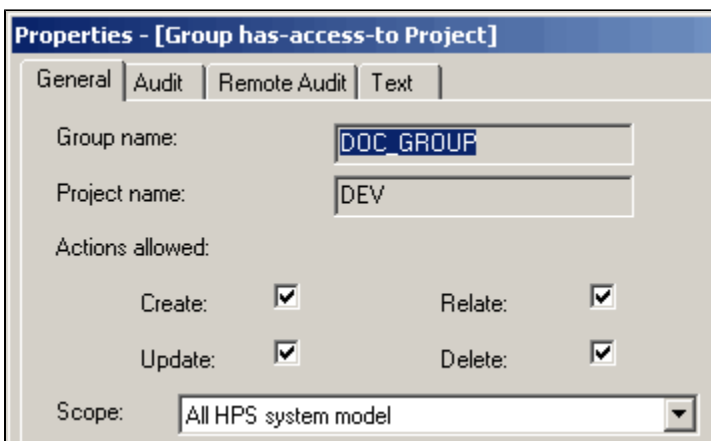 Properties - [Group has-access-to Project]
General Audit Remote Audit Text
Group name: DOC_GROUP
Project name: DEV
Actions allowed:
Create: Relate:
Update: Delete:
Scope: All HPS system model